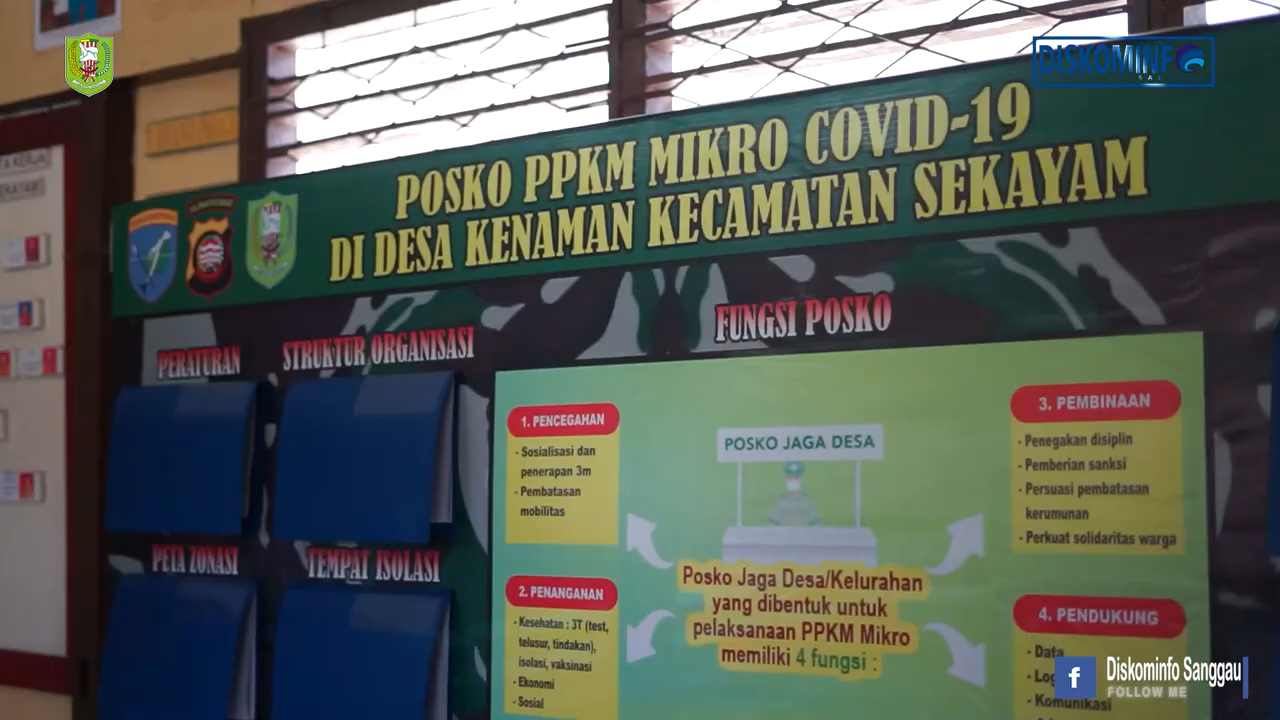 DISKOMINFO
POSKO PPKM MIKRO COVID-19
DI DESA KENAMAN KECAMATAN SEKAYAM
PERATURAN
STRUKTUR ORGANISASI
FUNGSI POSKO
PETA ZONASI
TEMPAT ISOLASI
1. PENCEGAHAN
- Sosialisasi dan
penerapan 3m
- Pembatasan
mobilitas
2. PENANGANAN
- Kesehatan : 3T (test,
telusur, tindakan),
isolasi, vaksinasi
- Ekonomi
- Sosial
POSKO JAGA DESA
Posko Jaga Desa/Kelurahan
yang dibentuk untuk
pelaksanaan PPKM Mikro
memiliki 4 fungsi :
3. PEMBINAAN
- Penegakan disiplin
- Pemberian sanksi
- Persuasi pembatasan
kerumunan
- Perkuat solidaritas warga
4. PENDUKUNG
- Data
- Komunikasi
f
Diskominfo Sanggau
FOLLOW ME